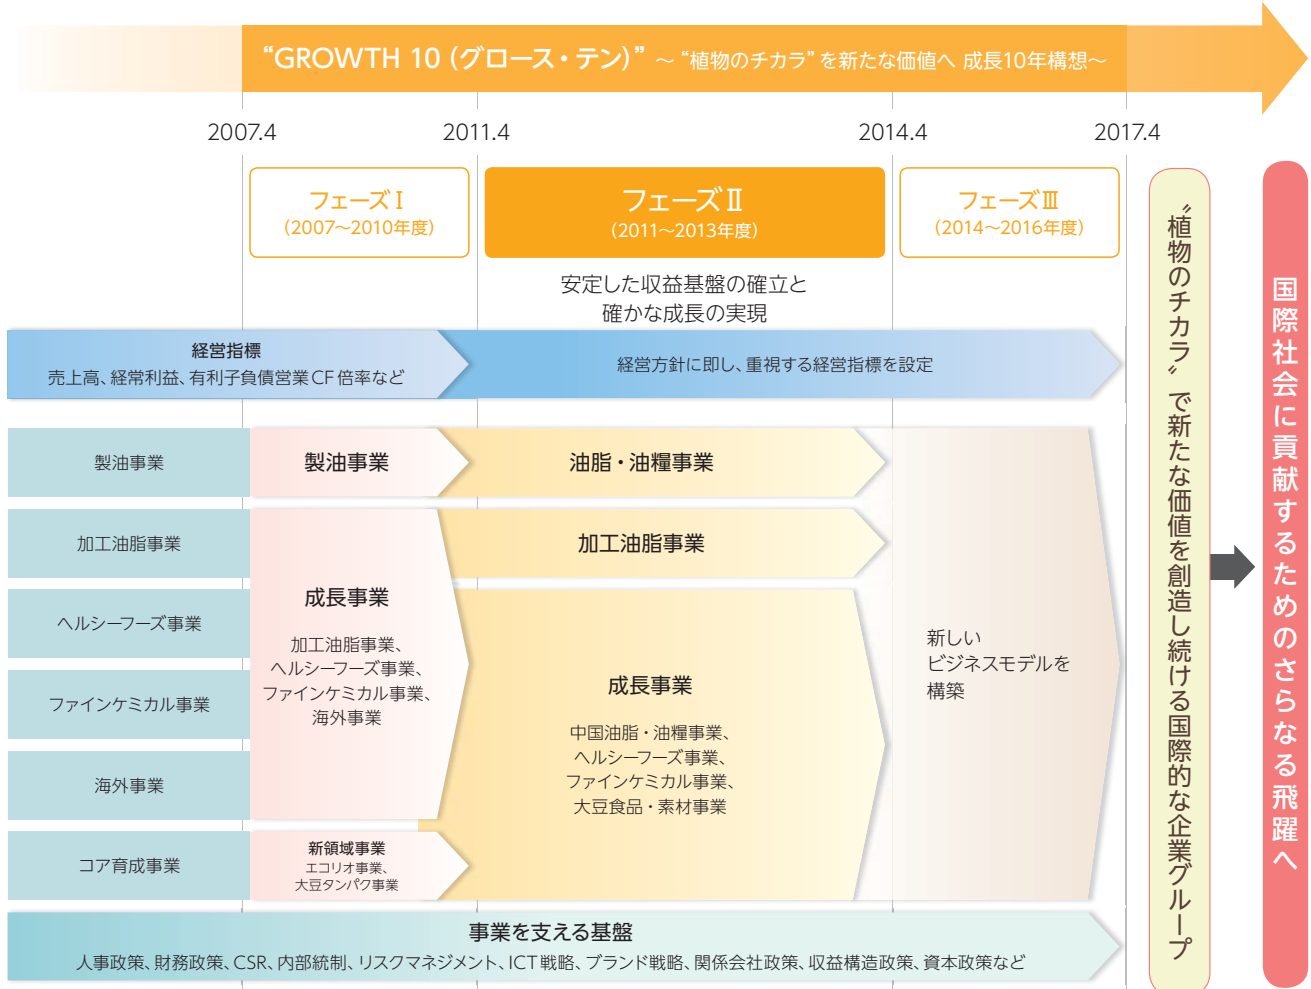 “GROWTH 10（グロース・テン）” ～ “植物のチカラ” を新たな価値へ 成長10年構想～
2007.4
2011.4
2014.4
2017.4
フェーズⅠ
（2007～2010年度）
フェーズⅡ
（2011～2013年度）
フェーズⅢ
（2014～2016年度）
安定した収益基盤の確立と
確かな成長の実現
経営指標
売上高、経常利益、有利子負債営業CF倍率など
経営方針に即し、重視する経営指標を設定
製油事業
加工油脂事業
ヘルシーフーズ事業
ファインケミカル事業
海外事業
コア育成事業
製油事業
成長事業
加工油脂事業、
ヘルシーフーズ事業、
ファインケミカル事業、
海外事業
新領域事業
エコリオ事業、
大豆タンパク事業
油脂・油糧事業
加工油脂事業
成長事業
中国油脂・油糧事業、
ヘルシーフーズ事業、
ファインケミカル事業、
大豆食品・素材事業
新しい
ビジネスモデルを
構築
事業を支える基盤
人事政策、財務政策、CSR、内部統制、リスクマネジメント、ICT戦略、ブランド戦略、関係会社政策、収益構造政策、資本政策など
“植物のチカラ” で新たな価値を創造し続ける国際的な企業グループ
国際社会に貢献するためのさらなる飛躍へ